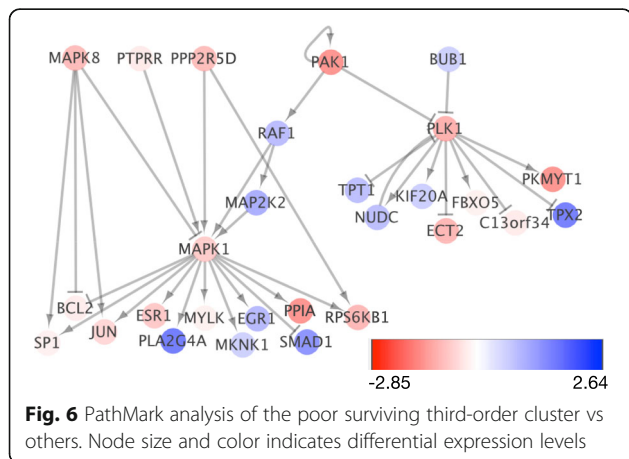 MAPK8 PTPRR PPP2R5D PAK1 BUB1
RAF1 PLK1
MAP2K2 TPT1 NUDC KIF20A FBXO5 PKMYT1
ECT2 C13orf34 TPX2
MAPK1
BCL2 ESR1 MYLK EGR1 PPIA RPS6KB1
SP1 JUN PLA2G4A MKNK1 SMAD1
-2.85 2.64
Fig. 6 PathMark analysis of the poor surviving third-order cluster vs
others. Node size and color indicates differential expression levels